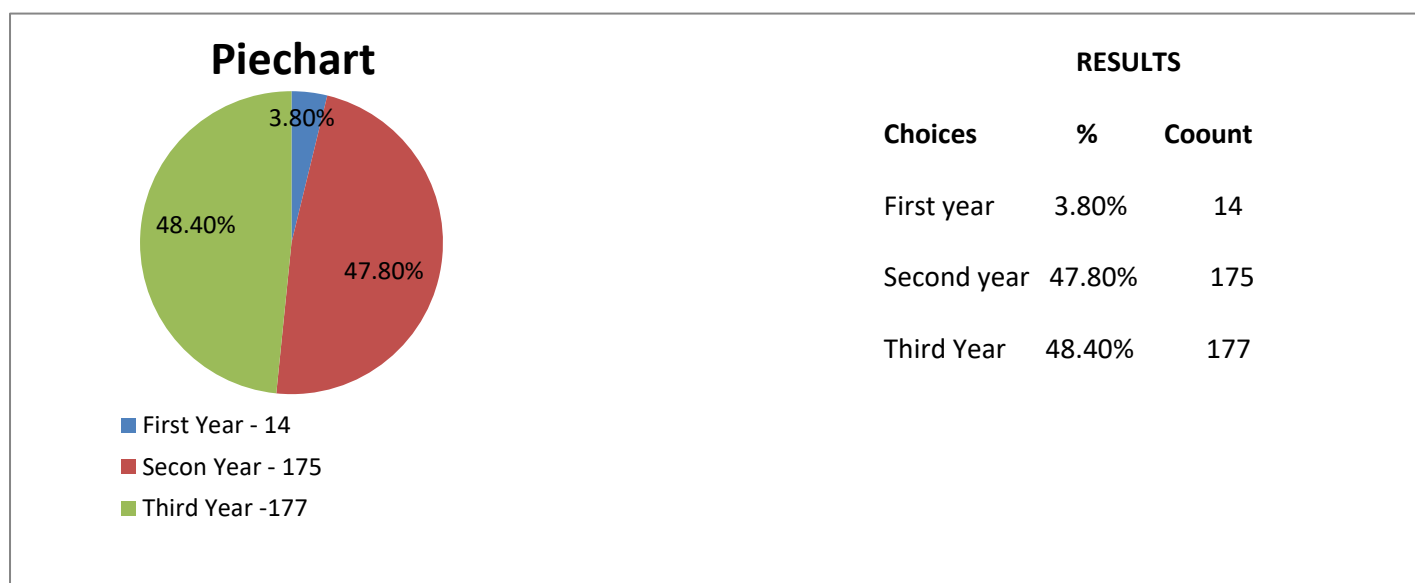 Piechart
3.80%
48.40%
47.80%
First Year - 14
Secon Year - 175
Third Year -177
RESULTS
Choices % Coount
First year 3.80% 14
Second year 47.80% 175
Third Year 48.40% 177